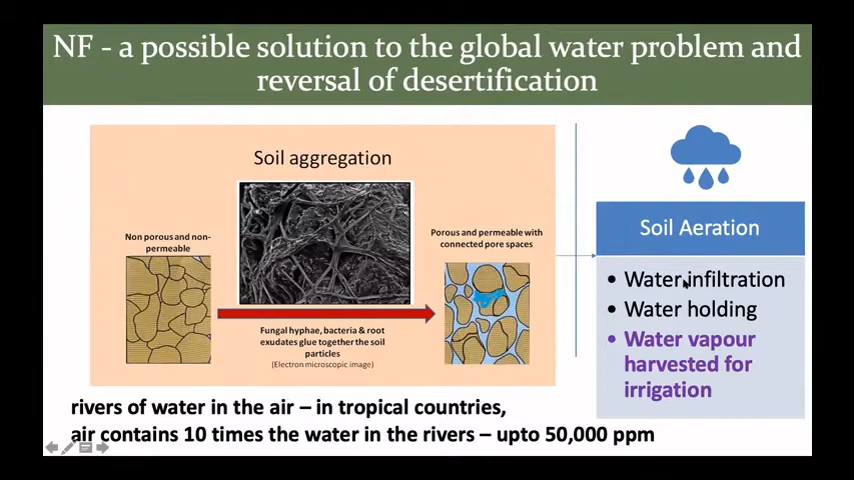 NF - a possible solution to the global water problem and
reversal of desertification
Soil aggregation
Non porous and non-
permeable
Fungal hyphae, bacteria & root
exudates glue together the soil
particles
(Electron microscopic image)
Porous and permeable with
connected pore spaces
Soil Aeration
• Water infiltration
• Water holding
• Water vapour
harvested for
irrigation
rivers of water in the air – in tropical countries,
air contains 10 times the water in the rivers – upto 50,000 ppm